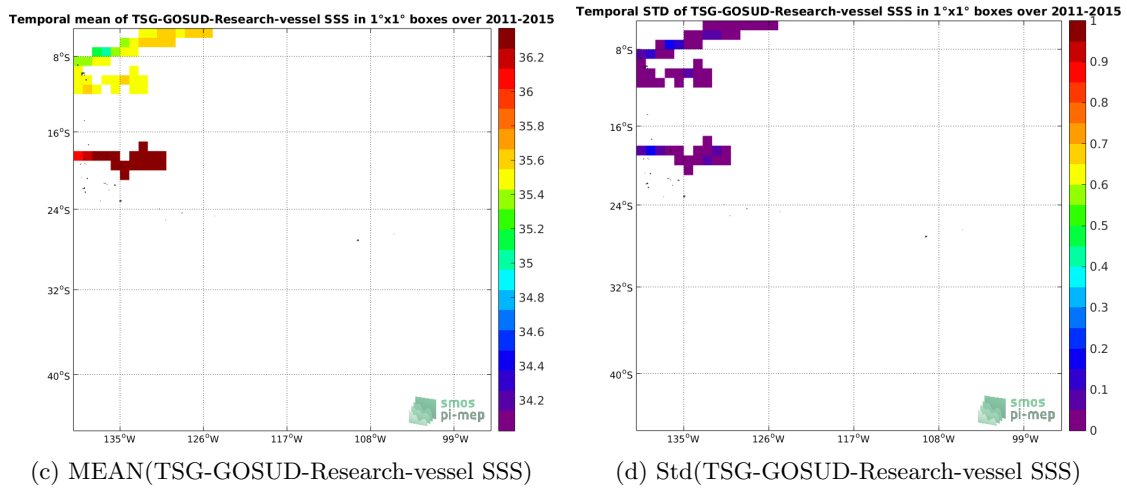 Temporal mean of TSG-GOSUD-Research-vessel SSS in 1°x1° boxes over 2011-2015
8°S
16°S
24°S
32°S
40°S
135°W 126°W 117°W 108°W 99°W
36.2
36
35.8
35.6
35.4
35.2
35
34.8
34.6
34.4
34.2
smos
pi-mep
(c) MEAN(TSG-GOSUD-Research-vessel SSS)
Temporal STD of TSG-GOSUD-Research-vessel SSS in 1°x1° boxes over 2011-2015
8°S
16°S
24°S
32°S
40°S
135°W 126°W 117°W 108°W 99°W
1
0.9
0.8
0.7
0.6
0.5
0.4
0.3
0.2
0.1
0
smos
pi-mep
(d) Std(TSG-GOSUD-Research-vessel SSS)